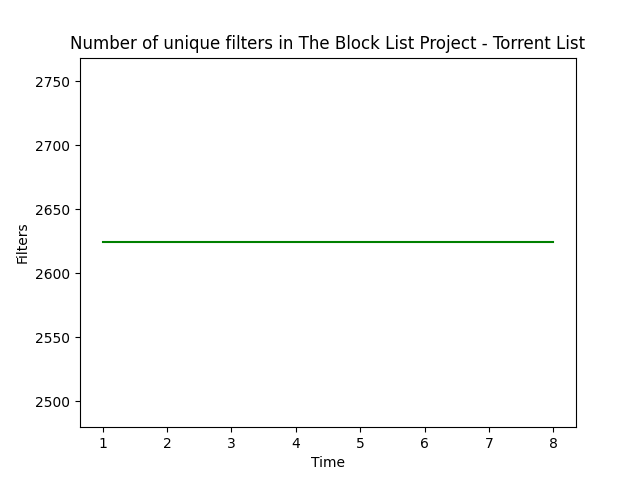 Number of unique filters in The Block List Project - Torrent List
2750
2700
2650
2600
2550
2500
Filters
1 2 3 4 5 6 7 8
Time